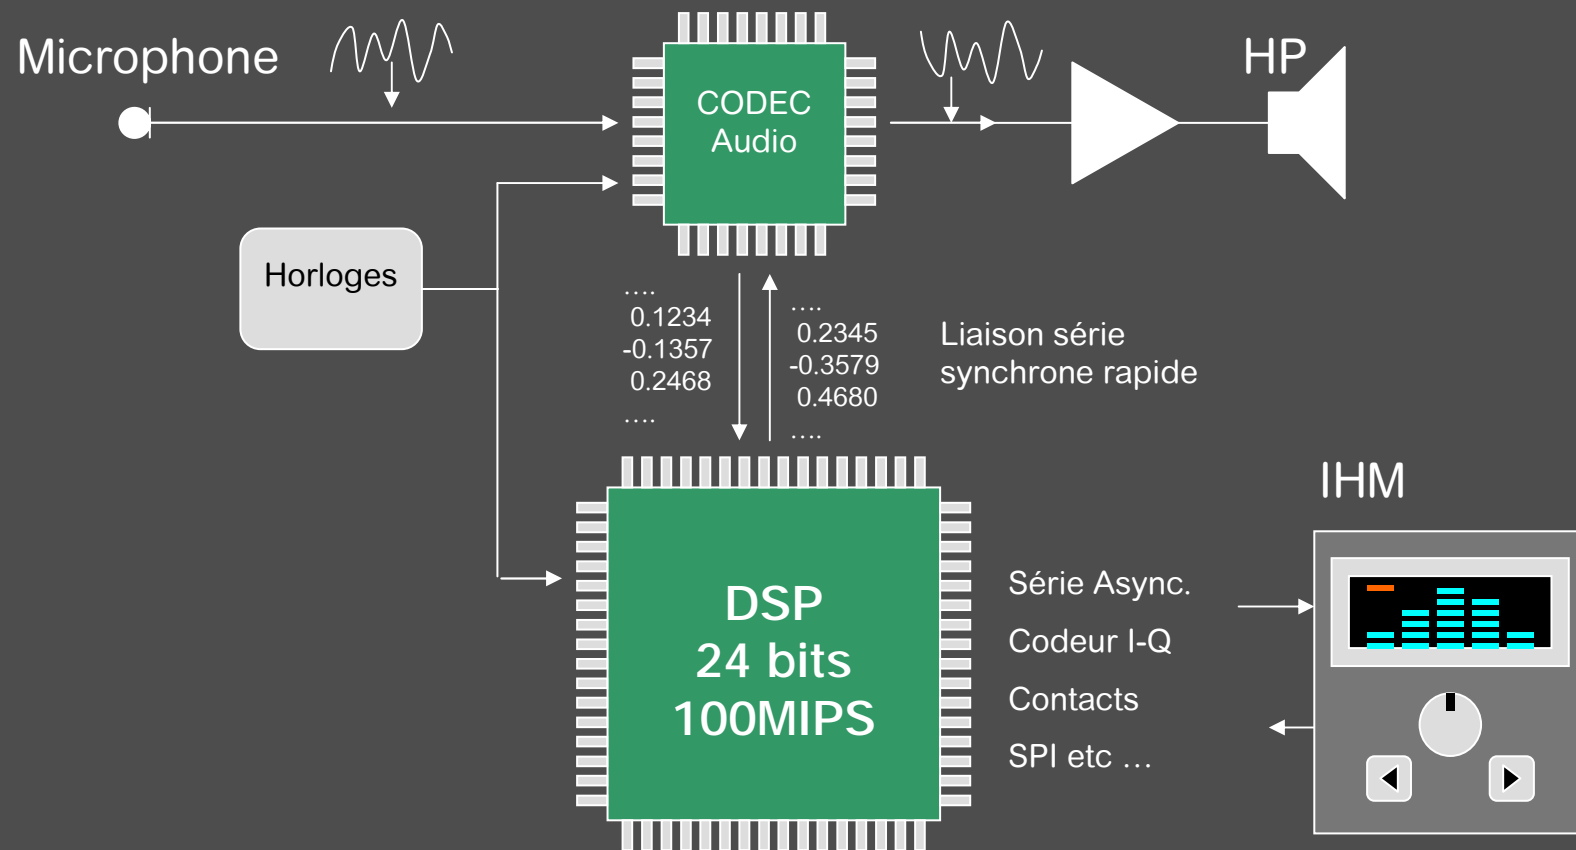 Microphone
CODEC
Audio
HP
Horloges
....
0.1234
-0.1357
0.2468
....
....
0.2345
-0.3579
0.4680
....
Liaison série
synchrone rapide
DSP
24 bits
100MIPS
Série Async.
Codeur I-Q
Contacts
SPI etc ...
IHM